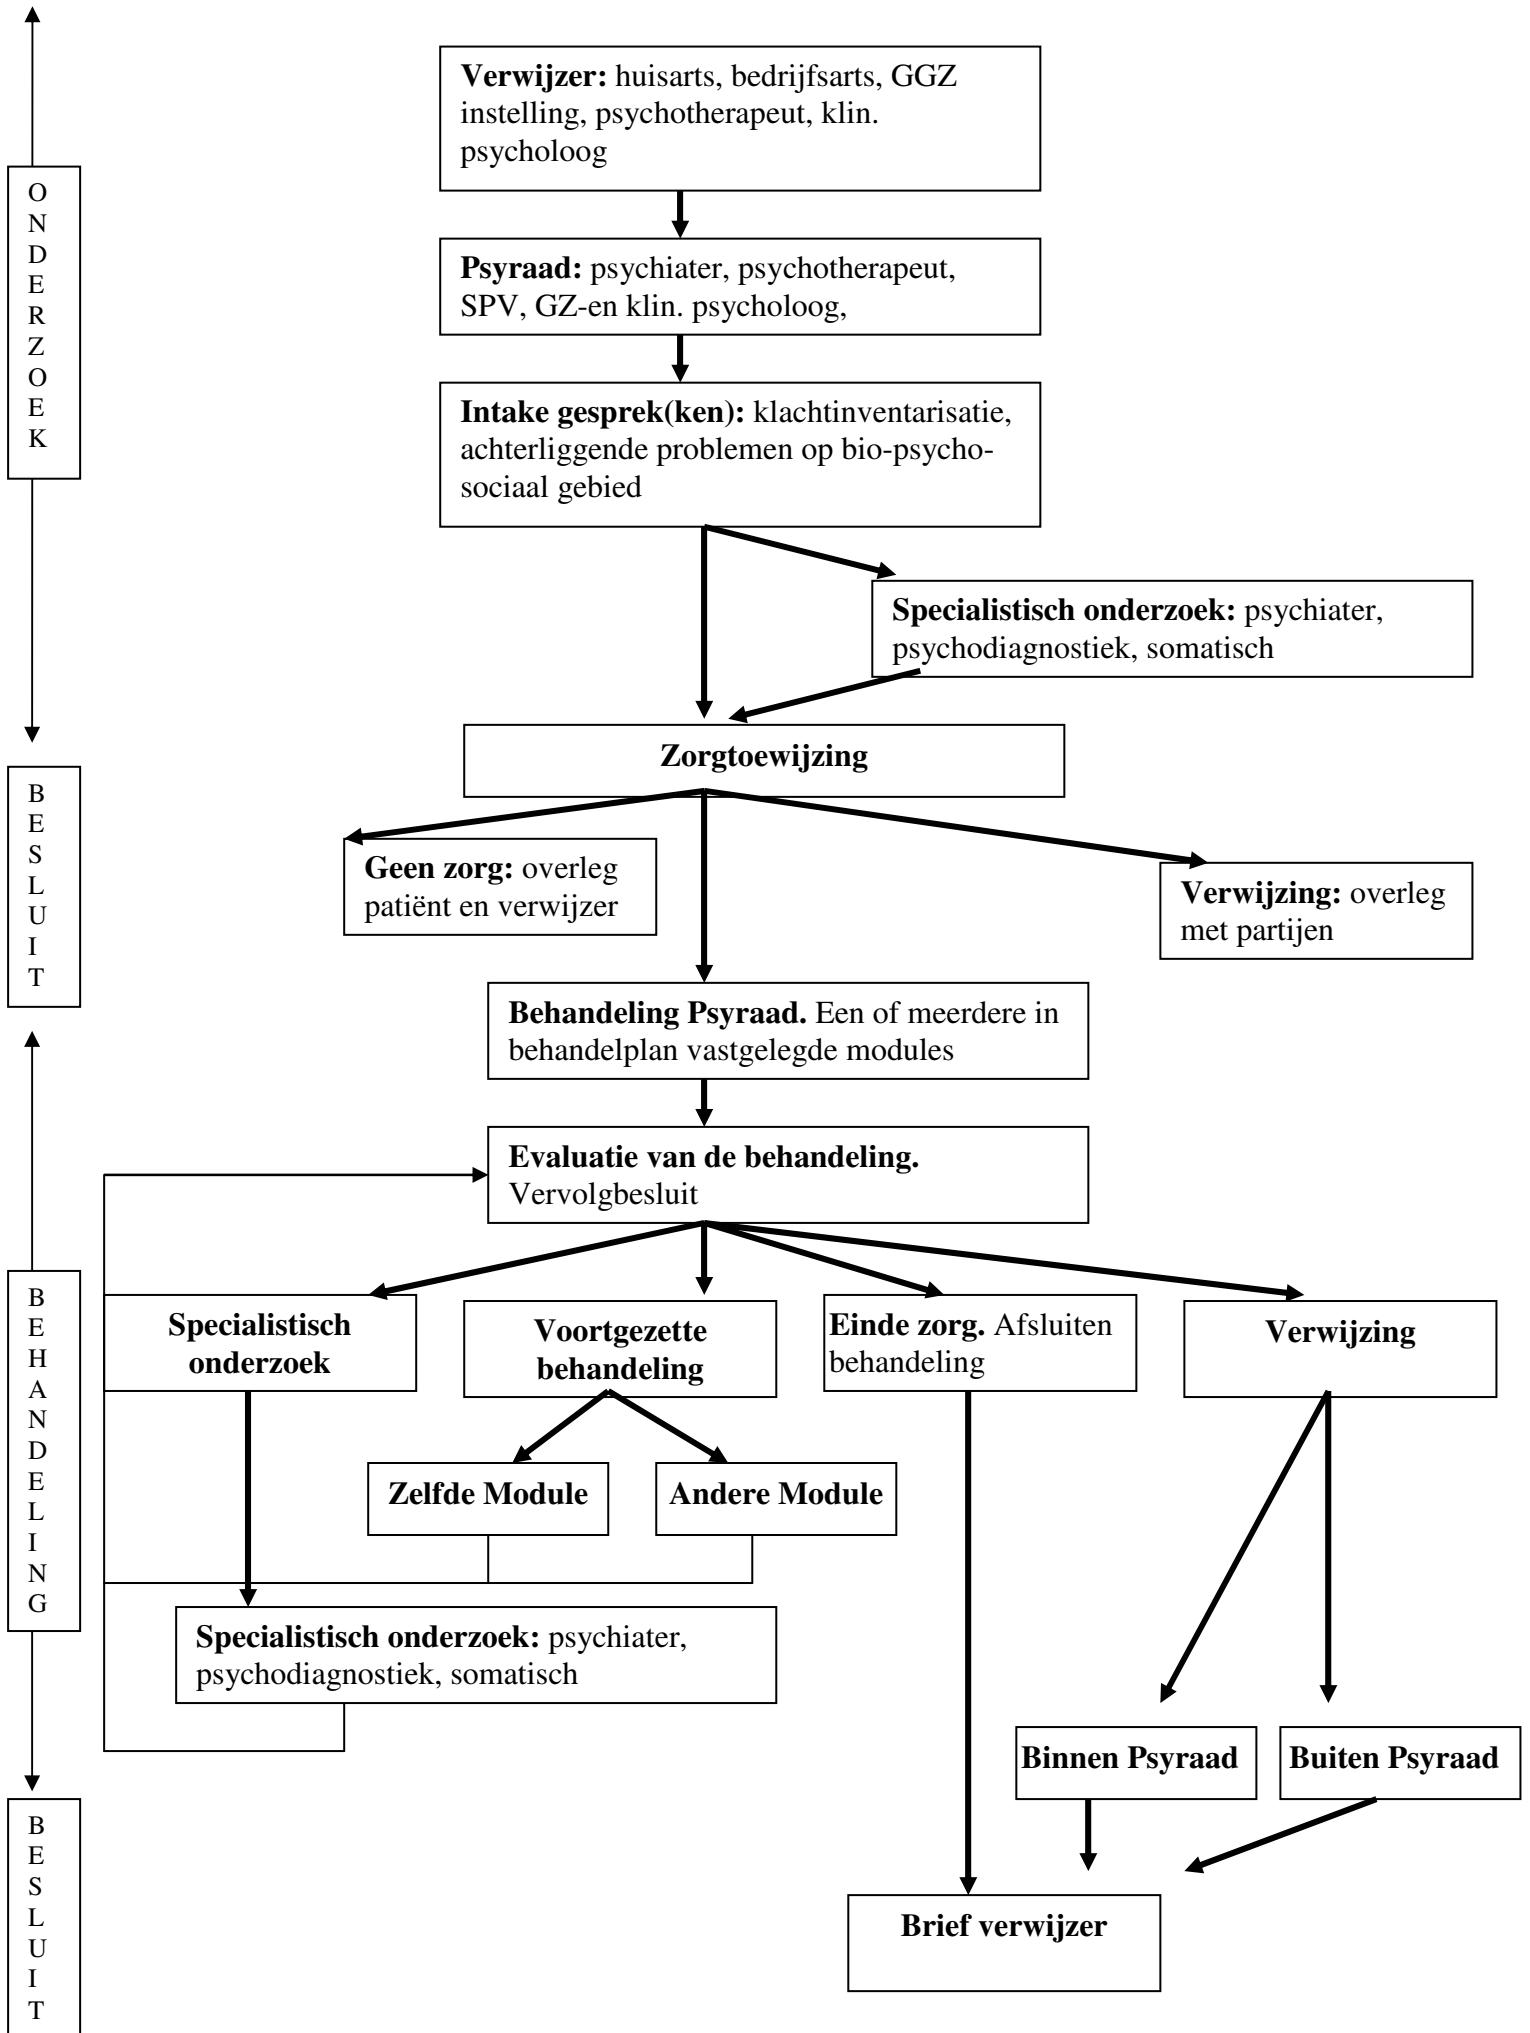 Verwijzer: huisarts, bedrijfsarts, GGZ
instelling, psychotherapeut, klin.
psycholoog
O
N
D
E
R
Z
O
E
K
Psyraad: psychiater, psychotherapeut,
SPV, GZ-en klin. psycholoog,
Intake gesprek(ken): klachtinventarisatie,
achterliggende problemen op bio-psycho-
sociaal gebied
Specialistisch onderzoek: psychiater,
psychodiagnostiek, somatisch
Zorgtoewijzing
B
E
S
L
U
I
T
Geen zorg: overleg
patiënt en verwijzer
Verwijzing: overleg
met partijen
Behandeling Psyraad. Een of meerdere in
behandelplan vastgelegde modules
Evaluatie van de behandeling.
Vervolgbesluit
B
E
H
A
N
D
E
L
I
N
G
Specialistisch
onderzoek
Voortgezette
behandeling
Einde zorg. Afsluiten
behandeling
Verwijzing
Zelfde Module
Andere Module
Specialistisch onderzoek: psychiater,
psychodiagnostiek, somatisch
Binnen Psyraad
Buiten Psyraad
B
E
S
L
U
I
T
Brief verwijzer